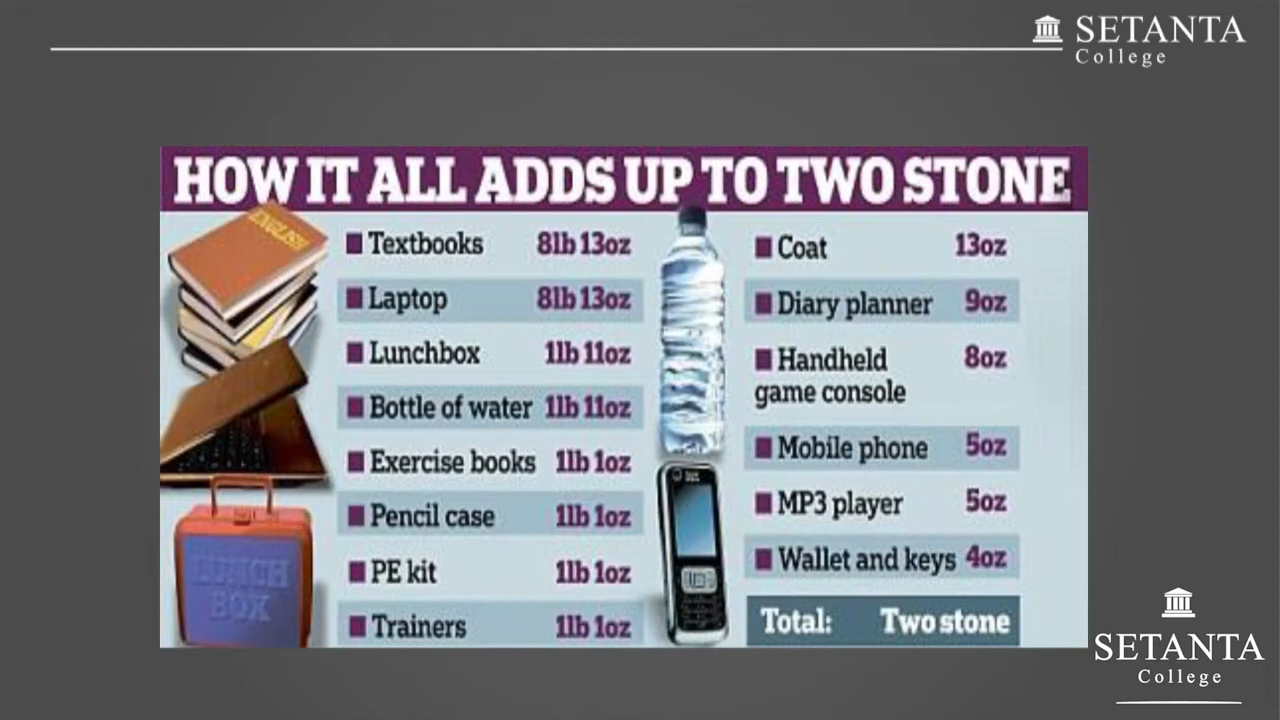 SETANTA
College
HOW IT ALL ADDS UP TO TWO STONE
ENGLISH
Textbooks 8lb 13oz
Laptop 8lb 13oz
Lunchbox 1lb 11oz
Bottle of water 1lb 11oz
Exercise books 1lb 1oz
Pencil case 1lb 1oz
PE kit 1lb 1oz
Trainers 1lb 1oz
LUNCH
BOX
Coat 13oz
Diary planner 9oz
Handheld
game console 8oz
Mobile phone 5oz
MP3 player 5oz
Wallet and keys 4oz
Total: Two stone
SETANTA
College